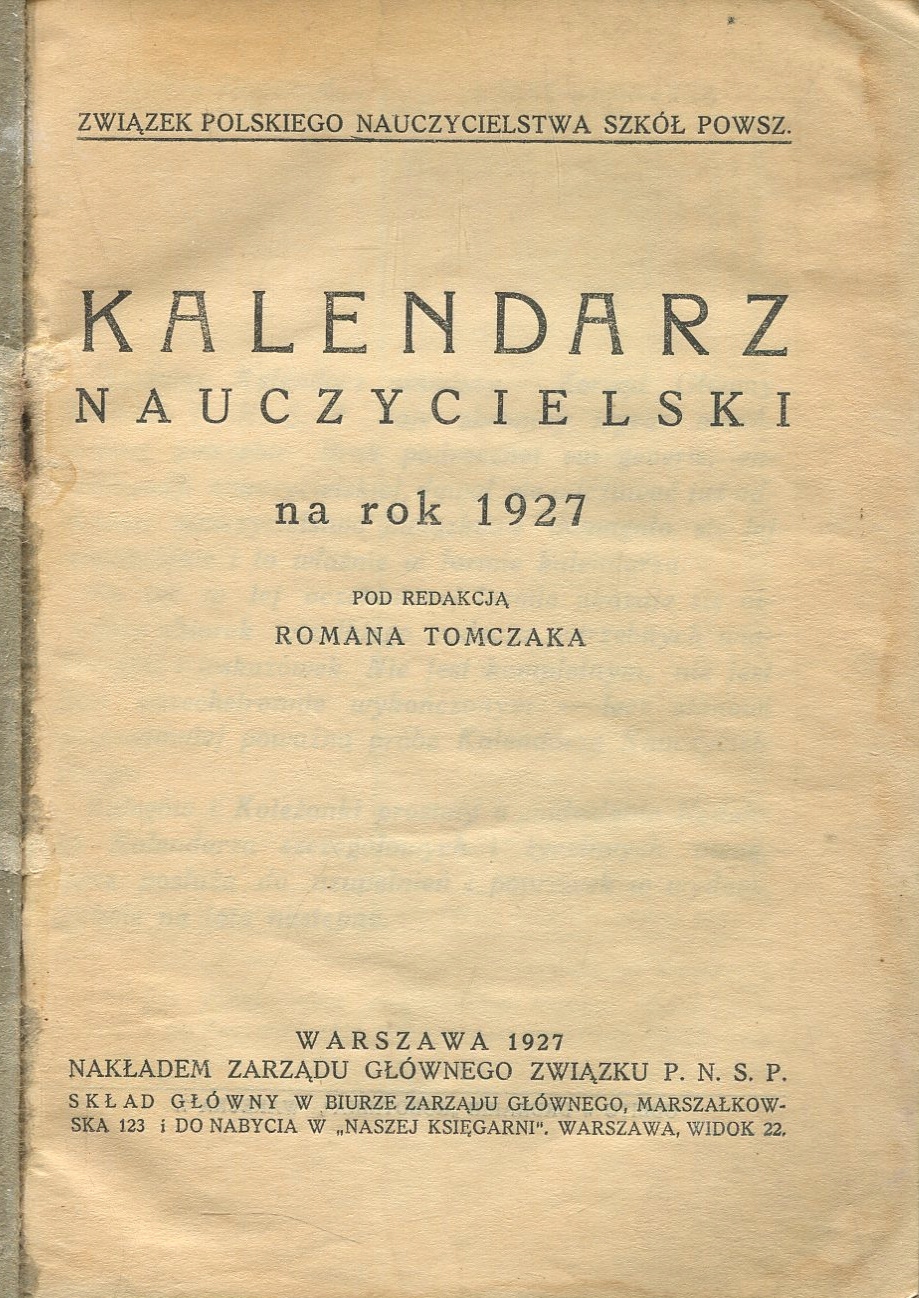 ZWIĄZEK POLSKIEGO NAUCZYCIELSTWA SZKÓŁ POWSZ.
KALENDARZ
NAUCZYCIELSKI
na rok 1927
POD REDAKCJĄ
ROMANA TOMCZAKA
WARSZAWA 1927
NAKŁADEM ZARZĄDU GŁÓWNEGO ZWIĄZKU P. N. S. P.
SKŁAD GŁÓWNY W BIURZE ZARZĄDU GŁÓWNEGO, MARSZAŁKOW-
SKA 123 i DO NABYCIA W „NASZEJ KSIĘGARNI". WARSZAWA, WIDOK 22.